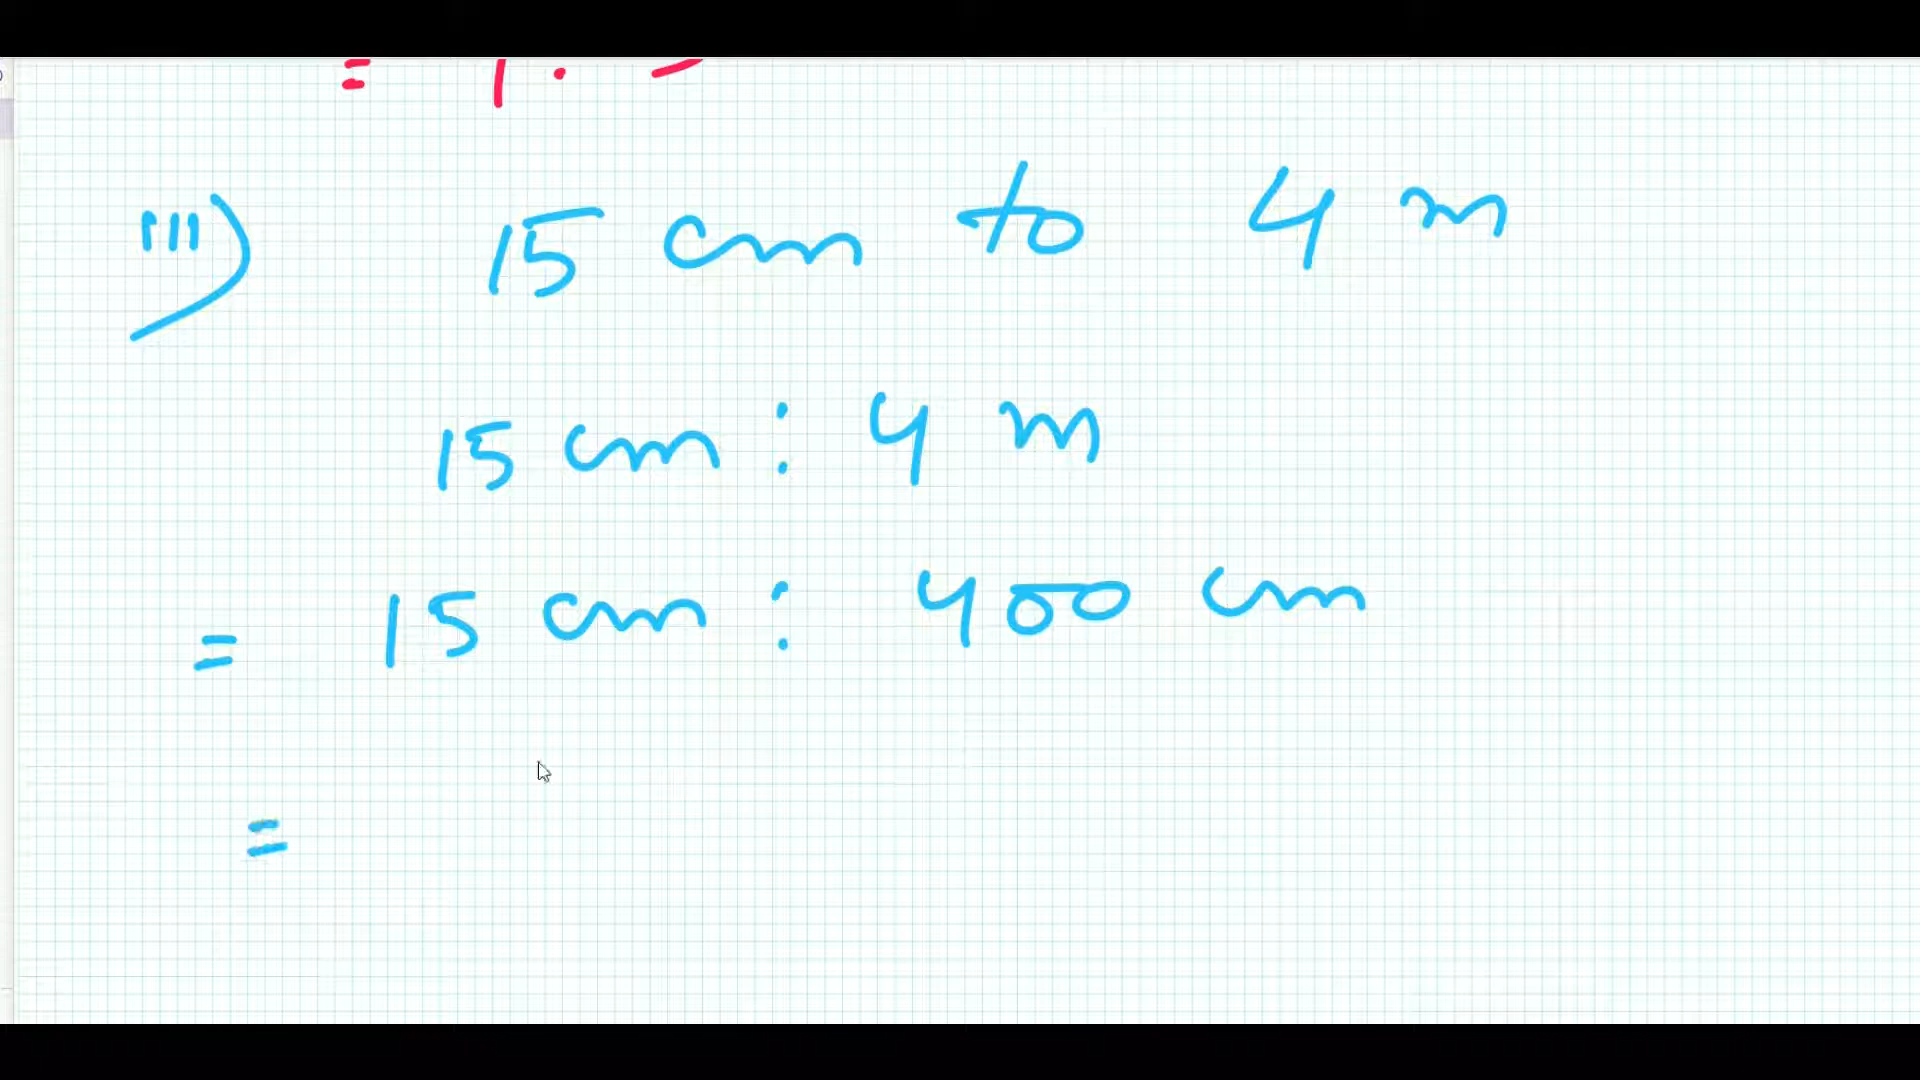 iii) 15 cm to 4 m
15 cm : 4 m
= 15 cm : 400 cm
=